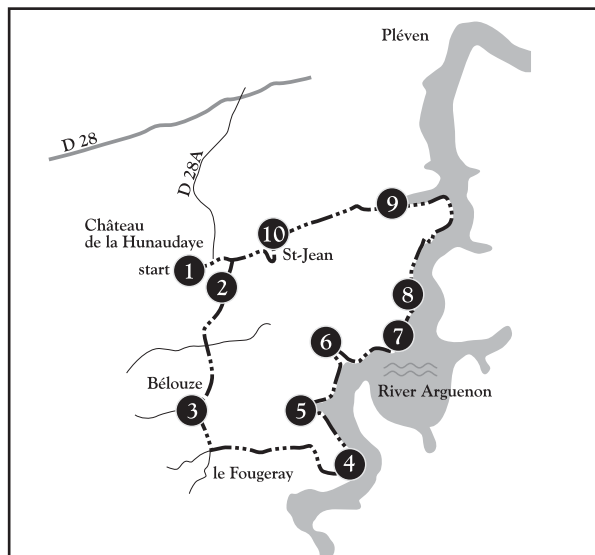 Pléven
D 28
D 28A
9
Château
de la Hunaudaye
10
St-Jean
start
1
2
8
7
6
River Arguenon
Bélouze
3
5
4
le Fougeray